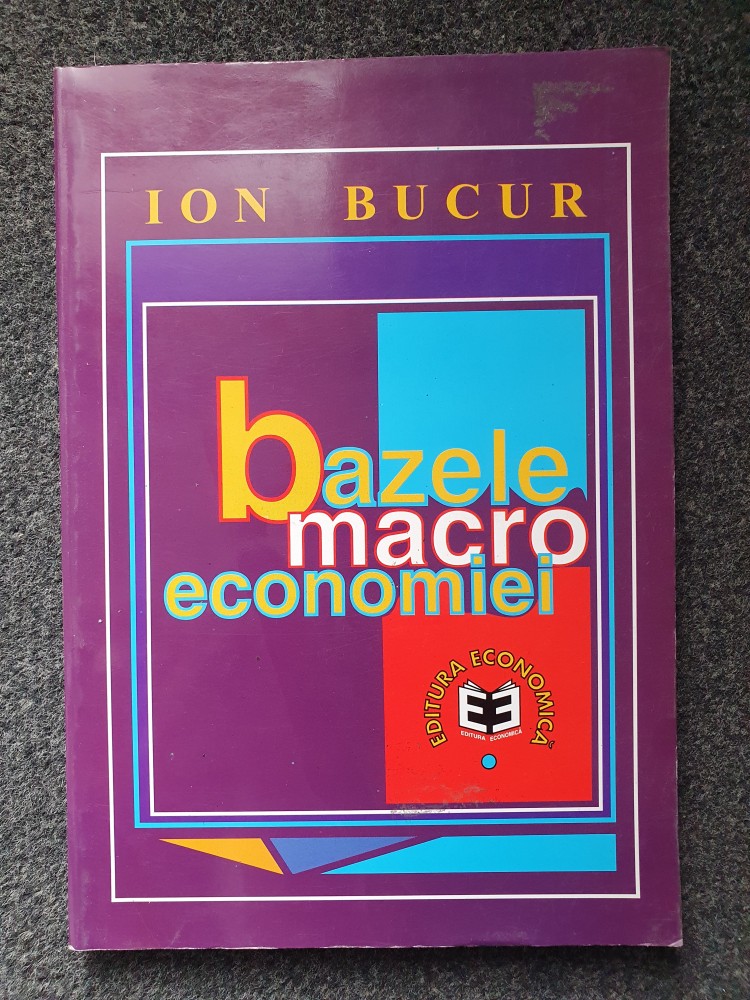 ION BUCUR
bazele
macro
economiei
EDITURA ECONOMICĂ
EDITURA ECONOMICĂ